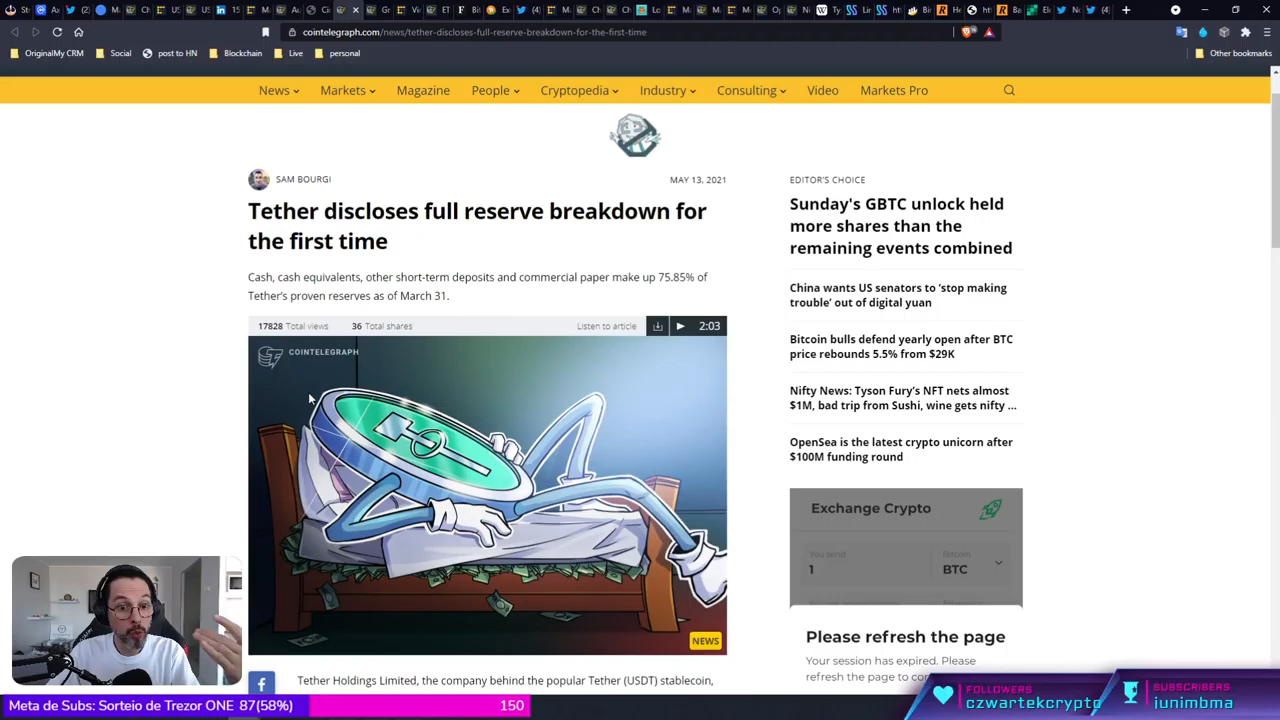 cointelegraph.com/news/tether-discloses-full-reserve-breakdown-for-the-first-time
OriginalMy CRM
Social
post to HN
Blockchain
Live
personal
Other bookmarks
News
Markets
Magazine
People
Cryptopedia
Industry
Consulting
Video
Markets Pro
SAM BOURGI
MAY 13, 2021
Tether discloses full reserve breakdown for
the first time
Cash, cash equivalents, other short-term deposits and commercial paper make up 75.85% of
Tether's proven reserves as of March 31.
17828 Total views
36 Total shares
Listen to article
2:03
COINTELEGRAPH
NEWS
Tether Holdings Limited, the company behind the popular Tether (USDT) stablecoin,
EDITOR'S CHOICE
Sunday's GBTC unlock held
more shares than the
remaining events combined
China wants US senators to ‘stop making
trouble’ out of digital yuan
Bitcoin bulls defend yearly open after BTC
price rebounds 5.5% from $29K
Nifty News: Tyson Fury's NFT nets almost
$1M, bad trip from Sushi, wine gets nifty ...
OpenSea is the latest crypto unicorn after
$100M funding round
Exchange Crypto
You send
1
Bitcoin
BTC
Please refresh the page
Your session has expired. Please
refresh the page to
Meta de Subs: Sorteio de Trezor ONE 87(58%)
150
FOLLOWERS
czwartekcrypto
SUBSCRIBERS
junimbma